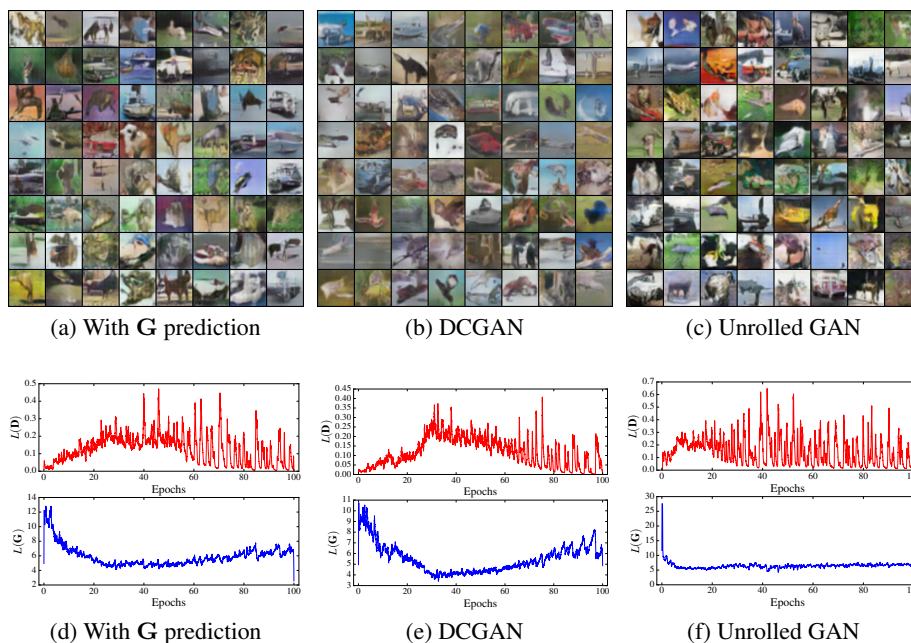 (a) With G prediction
(b) DCGAN
(c) Unrolled GAN
0.5
0.4
0.3
0.2
0.1
0.0
L(D)
0 20 40 60 80 100
Epochs
14
12
10
8
6
4
2
L(G)
0 20 40 60 80 100
Epochs
(d) With G prediction
0.45
0.40
0.35
0.30
0.25
0.20
0.15
0.10
0.05
0.00
L(D)
0 20 40 60 80 100
Epochs
11
10
9
8
7
6
5
4
3
L(G)
0 20 40 60 80 100
Epochs
(e) DCGAN
0.7
0.6
0.5
0.4
0.3
0.2
0.1
0.0
L(D)
0 20 40 60 80 100
Epochs
30
25
20
15
10
5
0
L(G)
0 20 40 60 80 100
Epochs
(f) Unrolled GAN